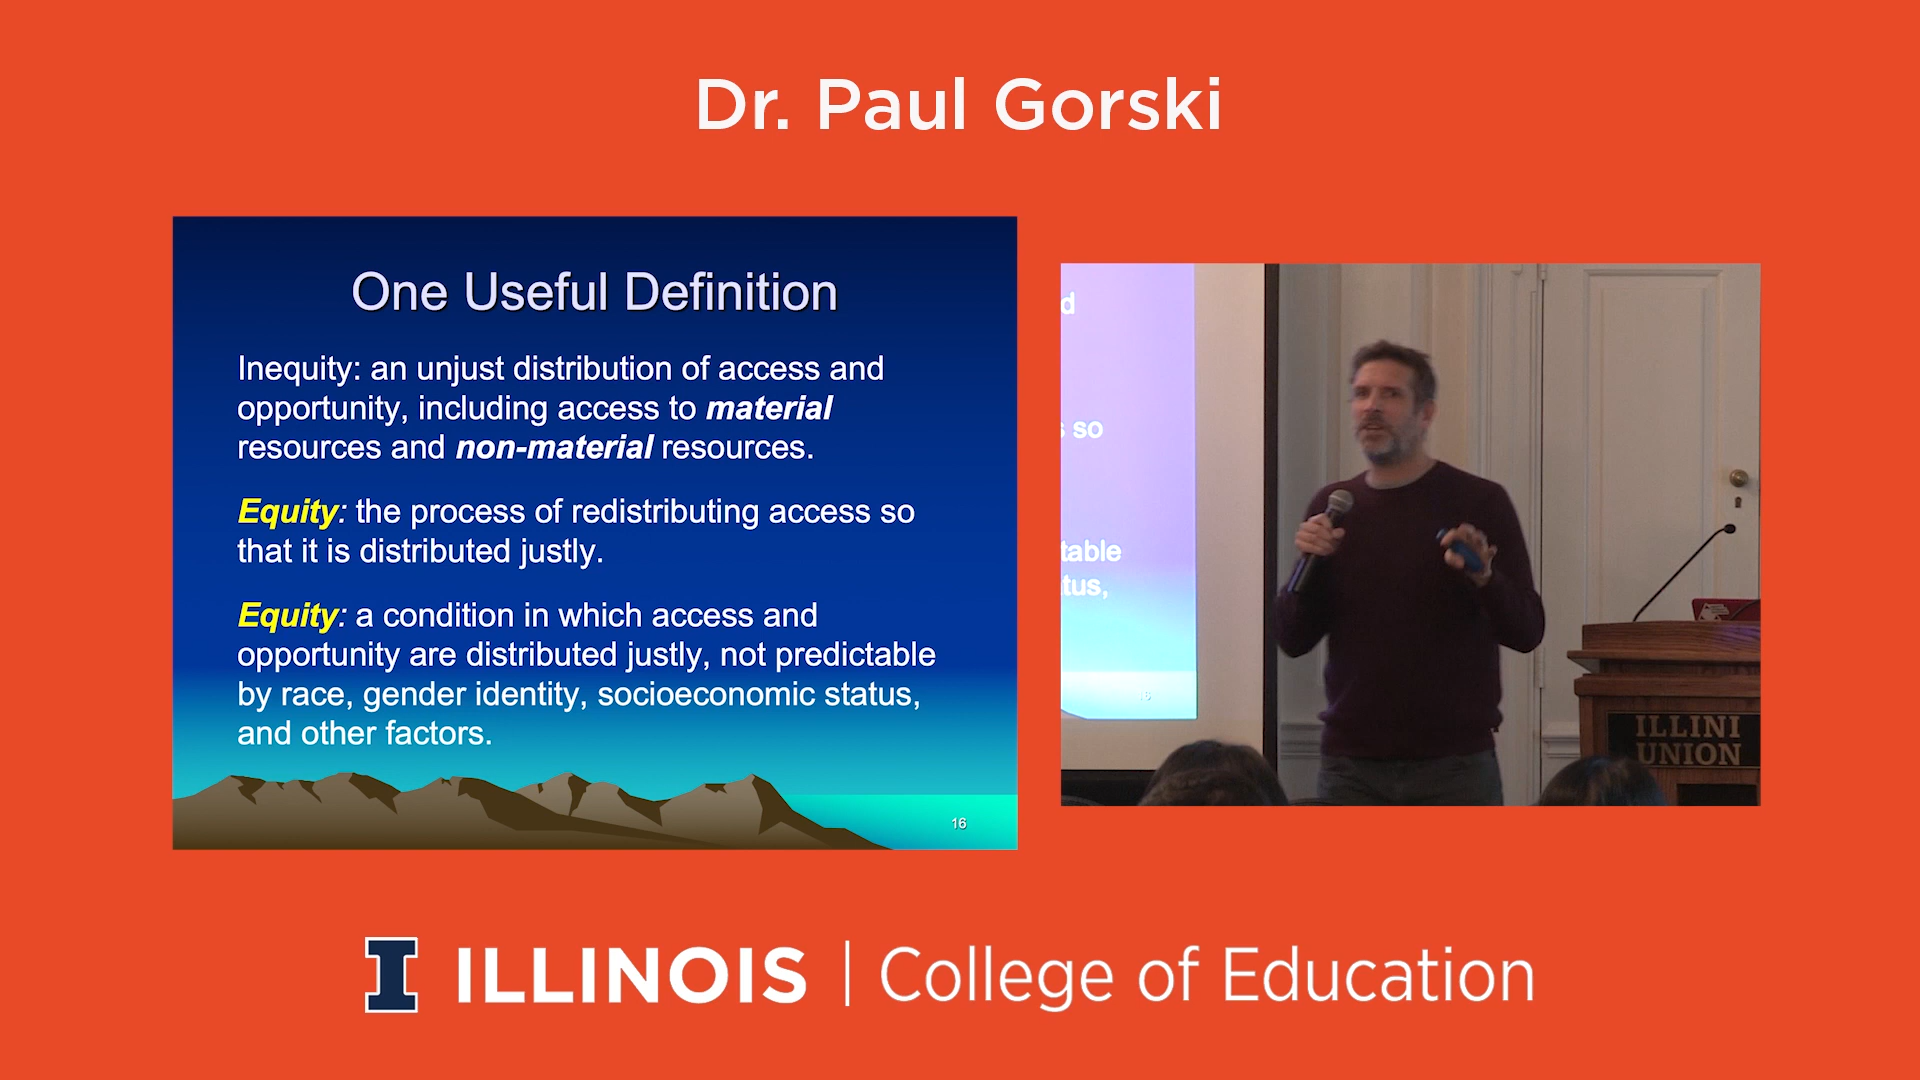 Dr. Paul Gorski
One Useful Definition
Inequity: an unjust distribution of access and
opportunity, including access to material
resources and non-material resources.
Equity: the process of redistributing access so
that it is distributed justly.
Equity: a condition in which access and
opportunity are distributed justly, not predictable
by race, gender identity, socioeconomic status,
and other factors.
16
d
s so
table
tus,
16
ILLINI
UNION
I ILLINOIS | College of Education